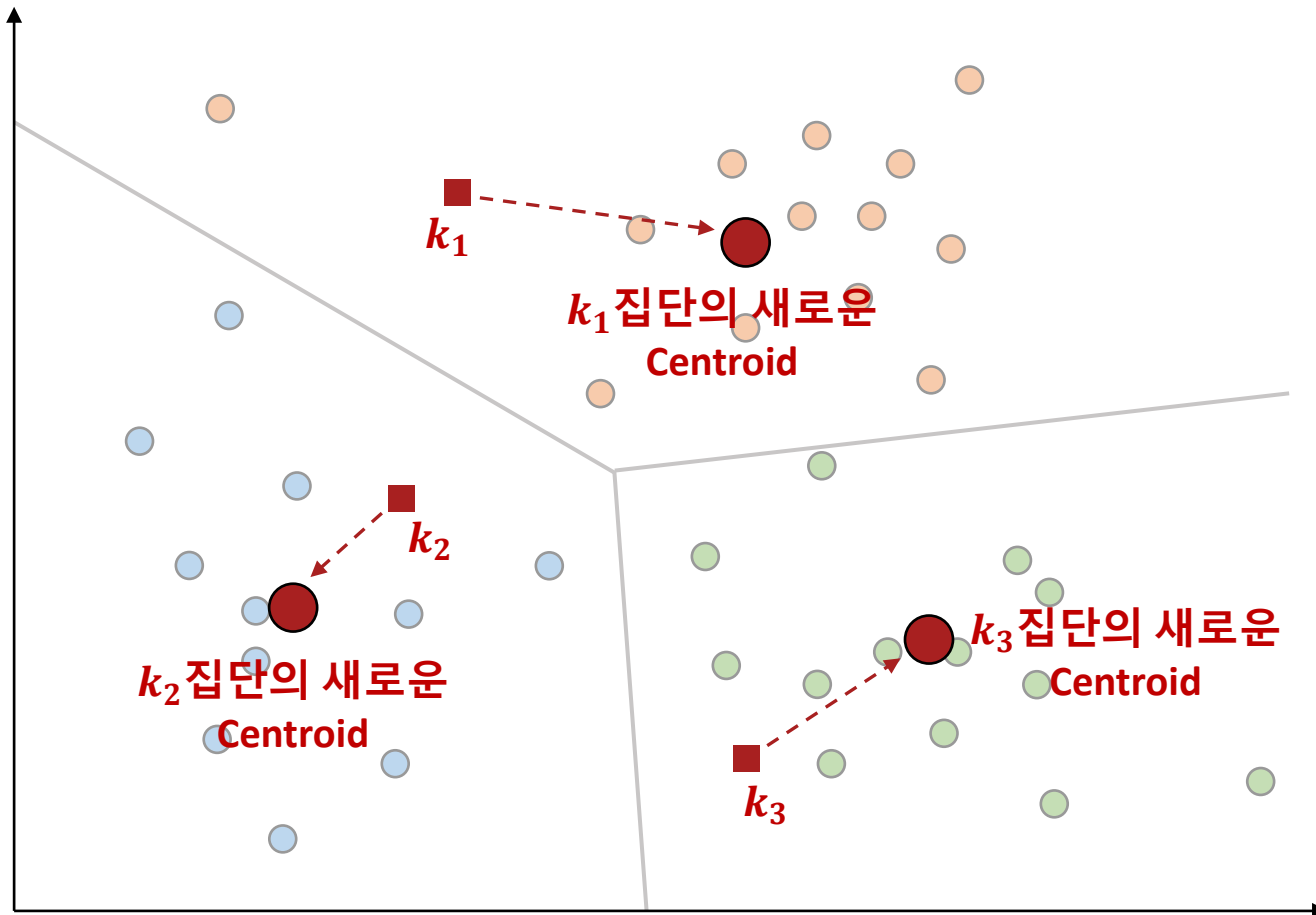 k₁
k₁집단의 새로운
Centroid
k₂
k₂집단의 새로운
Centroid
k₃집단의 새로운
Centroid
k₃